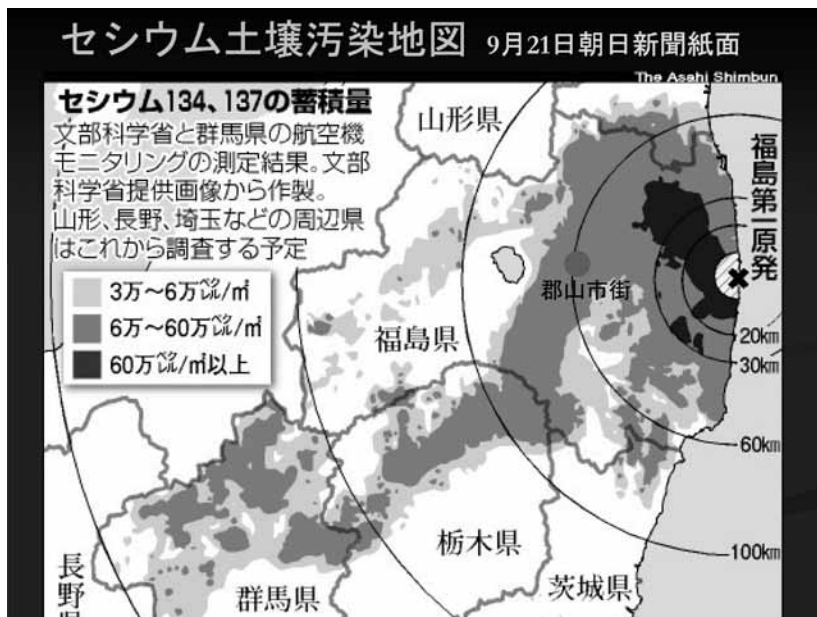 セシウム土壌汚染地図 9月21日朝日新聞紙面
The Asahi Shimbun
セシウム134、137の蓄積量
文部科学省と群馬県の航空機
モニタリングの測定結果。文部
科学省提供画像から作製。
山形、長野、埼玉などの周辺県
はこれから調査する予定
3万〜6万ベクレル/㎡
6万〜60万ベクレル/㎡
60万ベクレル/㎡以上
山形県
福島第一原発
郡山市街
福島県
20km
30km
60km
100km
栃木県
茨城県
群馬県
長野県